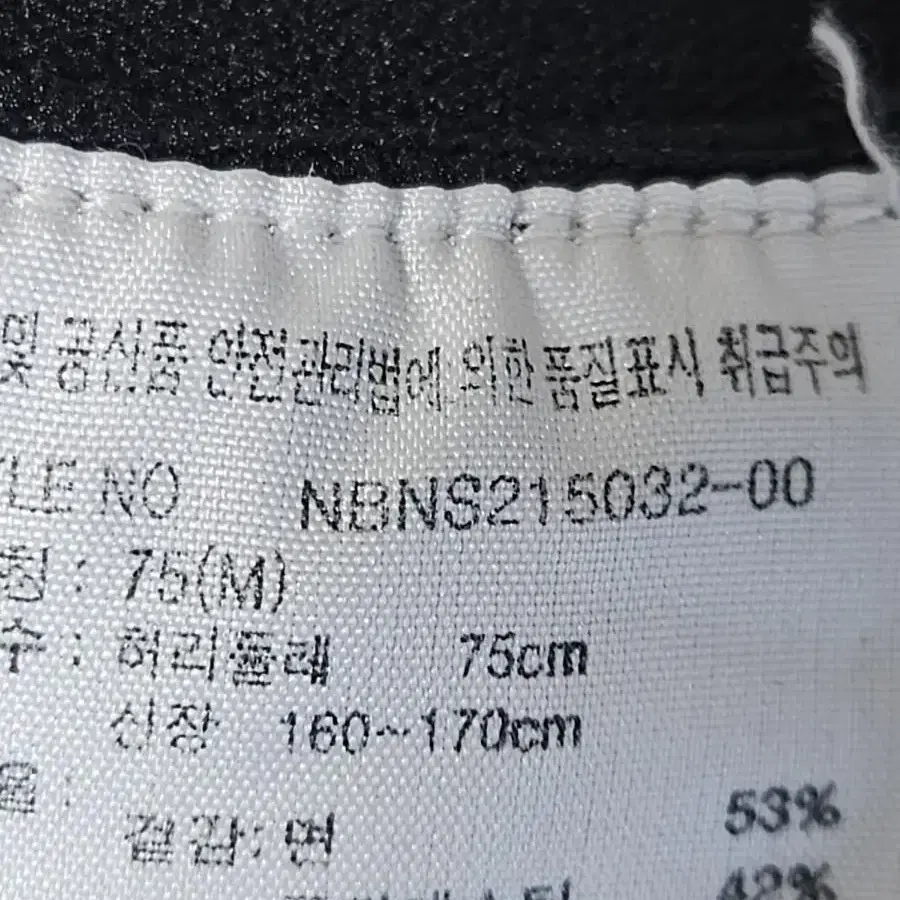 및 공산품 안전관리법에 의한 품질표시 취급주의
LE NO NBNS215032-00
: 75(M)
수 : 허리둘레 75cm
신장 160~170cm
겉감 : 면 53%
42%